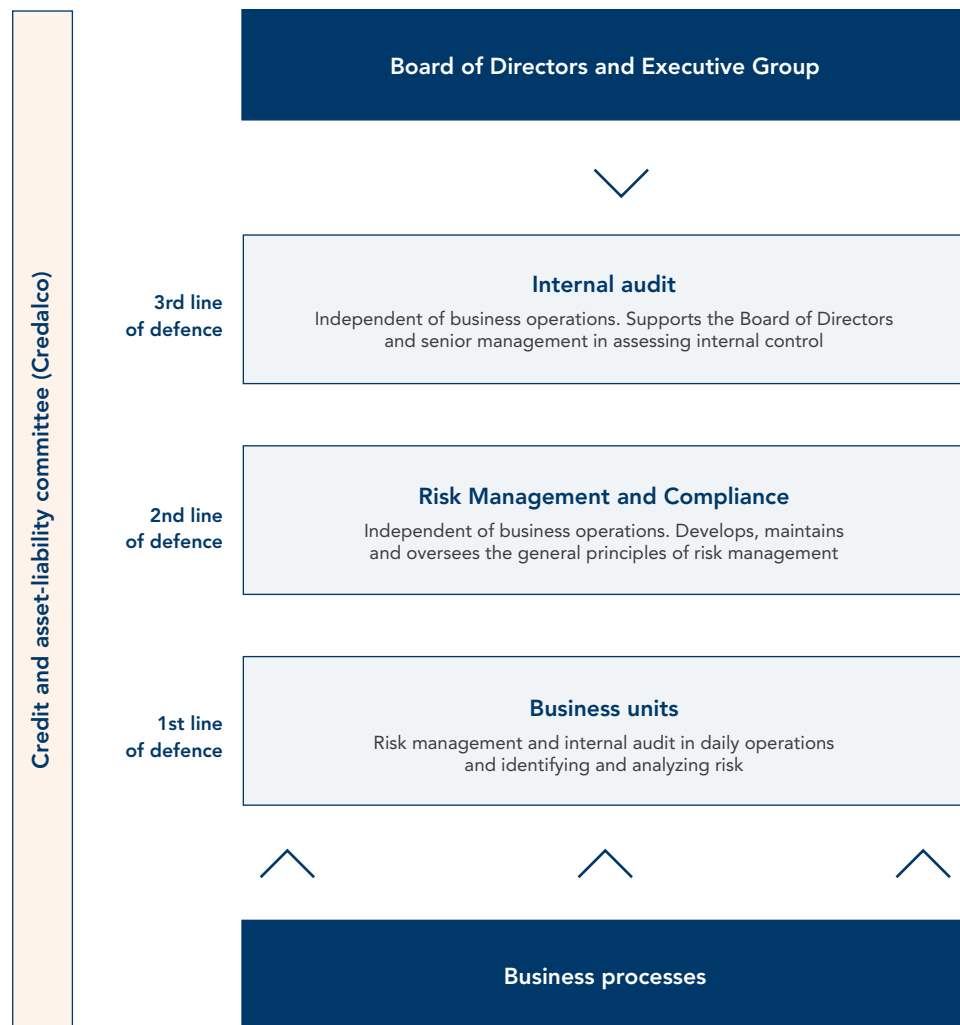 Credit and asset-liability committee (Credalco)
Board of Directors and Executive Group
3rd line
of defence
Internal audit
Independent of business operations. Supports the Board of Directors
and senior management in assessing internal control
2nd line
of defence
Risk Management and Compliance
Independent of business operations. Develops, maintains
and oversees the general principles of risk management
1st line
of defence
Business units
Risk management and internal audit in daily operations
and identifying and analyzing risk
Business processes